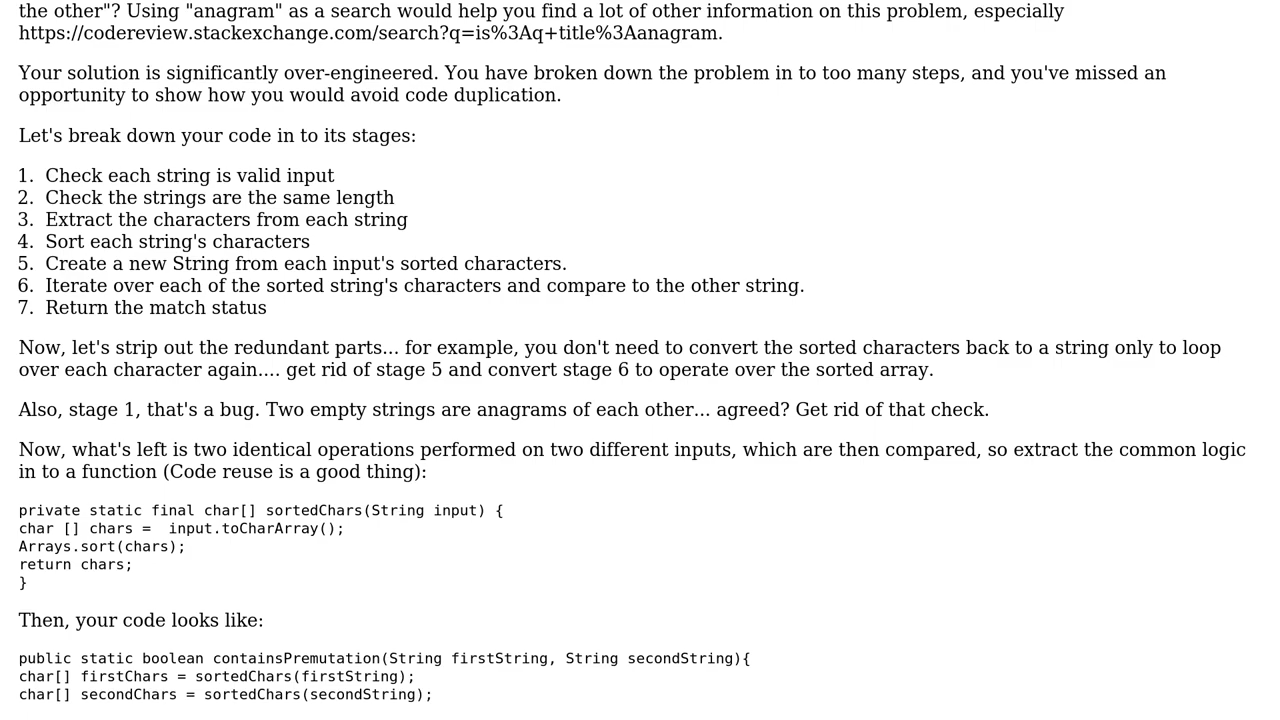 the other"? Using "anagram" as a search would help you find a lot of other information on this problem, especially
https://codereview.stackexchange.com/search?q=is%3Aq+title%3Aanagram.
Your solution is significantly over-engineered. You have broken down the problem in to too many steps, and you've missed an
opportunity to show how you would avoid code duplication.
Let's break down your code in to its stages:
1. Check each string is valid input
2. Check the strings are the same length
3. Extract the characters from each string
4. Sort each string's characters
5. Create a new String from each input's sorted characters.
6. Iterate over each of the sorted string's characters and compare to the other string.
7. Return the match status
Now, let's strip out the redundant parts... for example, you don't need to convert the sorted characters back to a string only to loop
over each character again.... get rid of stage 5 and convert stage 6 to operate over the sorted array.
Also, stage 1, that's a bug. Two empty strings are anagrams of each other... agreed? Get rid of that check.
Now, what's left is two identical operations performed on two different inputs, which are then compared, so extract the common logic
in to a function (Code reuse is a good thing):
private static final char[] sortedChars(String input) {
char [] chars =  input.toCharArray();
Arrays.sort(chars);
return chars;
}
Then, your code looks like:
public static boolean containsPremutation(String firstString, String secondString){
char[] firstChars = sortedChars(firstString);
char[] secondChars = sortedChars(secondString);